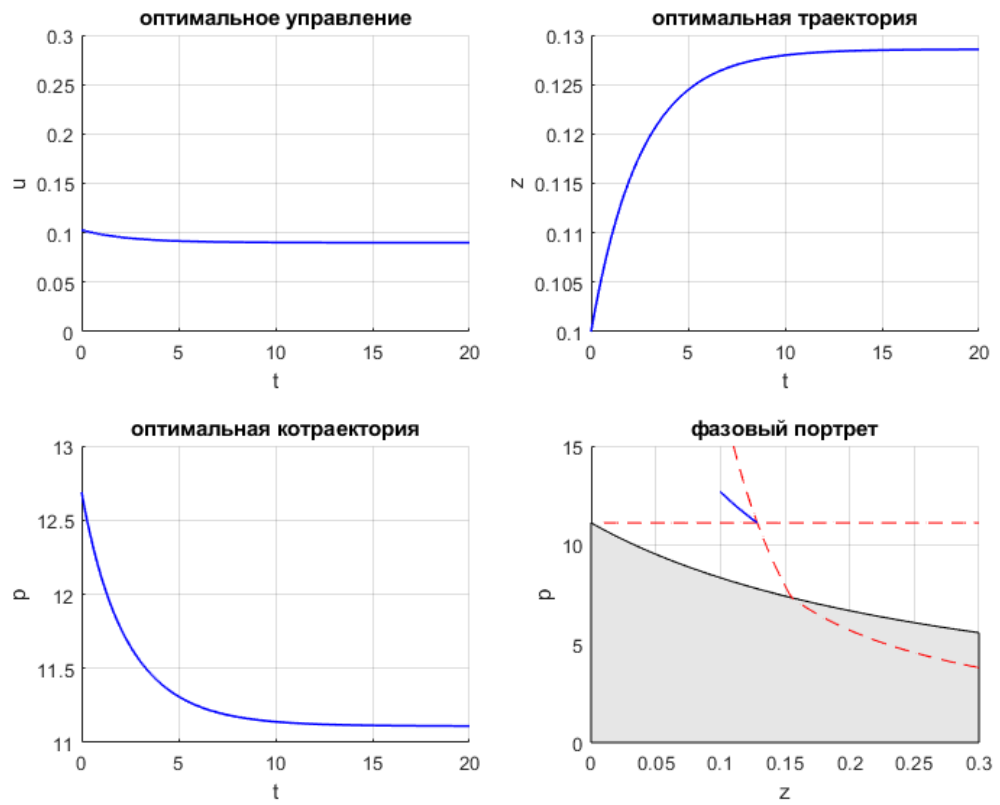 оптимальное управление
0.3
0.25
0.2
0.15
0.1
0.05
0
u
0 5 10 15 20
t
оптимальная траектория
0.13
0.125
0.12
0.115
0.11
0.105
0.1
z
0 5 10 15 20
t
оптимальная котраектория
13
12.5
12
11.5
11
p
0 5 10 15 20
t
фазовый портрет
15
10
5
0
p
0 0.05 0.1 0.15 0.2 0.25 0.3
z